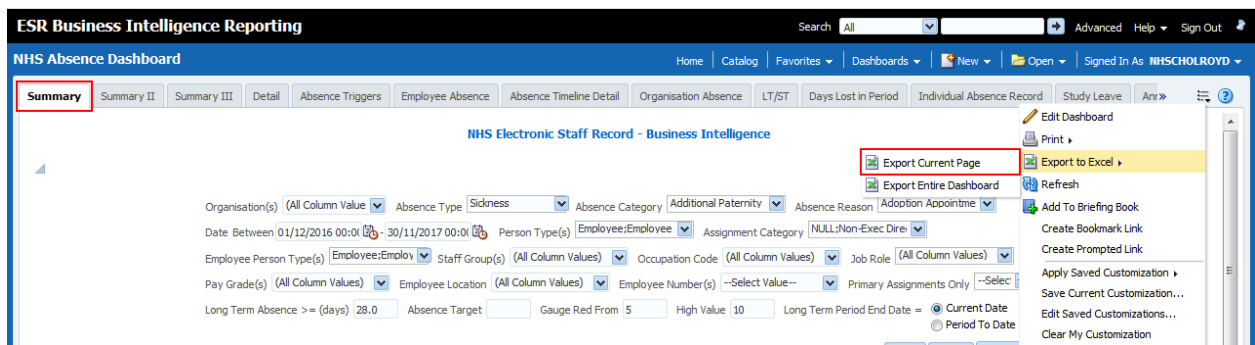 ESR Business Intelligence Reporting
Search All Advanced Help Sign Out
NHS Absence Dashboard
Home Catalog Favorites Dashboards New Open Signed In As NHSCHOLROYD
Summary Summary II Summary III Detail Absence Triggers Employee Absence Absence Timeline Detail Organisation Absence LT/ST Days Lost in Period Individual Absence Record Study Leave
Edit Dashboard
NHS Electronic Staff Record - Business Intelligence
Print
Export Current Page
Export to Excel
Export Entire Dashboard
Refresh
Add To Briefing Book
Create Bookmark Link
Create Prompted Link
Apply Saved Customization
Save Current Customization...
Edit Saved Customizations...
Clear My Customization
Organisation(s) (All Column Value Absence Type Sickness Absence Category Additional Paternity Absence Reason Adoption Appointme
Date Between 01/12/2016 00:0( - 30/11/2017 00:0( Person Type(s) Employee;Employee Assignment Category NULL;Non-Exec Dire
Employee Person Type(s) Employee;Employ Staff Group(s) (All Column Values) Occupation Code (All Column Values) Job Role (All Column Values)
Pay Grade(s) (All Column Values) Employee Location (All Column Values) Employee Number(s) --Select Value-- Primary Assignments Only --Selec
Long Term Absence >= (days) 28.0 Absence Target Gauge Red From 5 High Value 10 Long Term Period End Date = Current Date
Period To Date